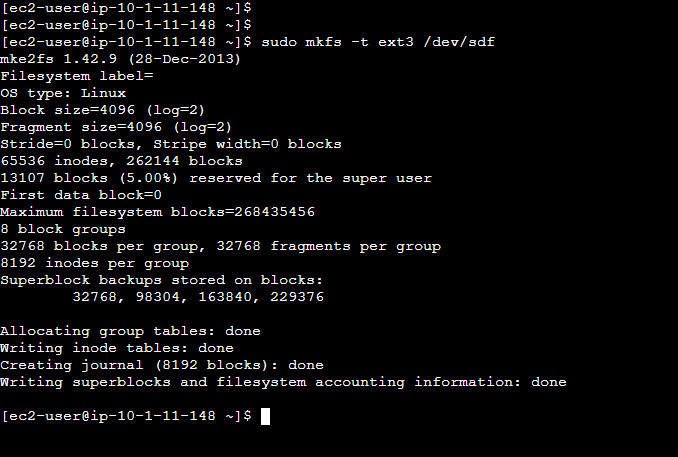 [ec2-user@ip-10-1-11-148 ~]$
[ec2-user@ip-10-1-11-148 ~]$
[ec2-user@ip-10-1-11-148 ~]$ sudo mkfs -t ext3 /dev/sdf
mke2fs 1.42.9 (28-Dec-2013)
Filesystem label=
OS type: Linux
Block size=4096 (log=2)
Fragment size=4096 (log=2)
Stride=0 blocks, Stripe width=0 blocks
65536 inodes, 262144 blocks
13107 blocks (5.00%) reserved for the super user
First data block=0
Maximum filesystem blocks=268435456
8 block groups
32768 blocks per group, 32768 fragments per group
8192 inodes per group
Superblock backups stored on blocks:
32768, 98304, 163840, 229376
Allocating group tables: done
Writing inode tables: done
Creating journal (8192 blocks): done
Writing superblocks and filesystem accounting information: done
[ec2-user@ip-10-1-11-148 ~]$